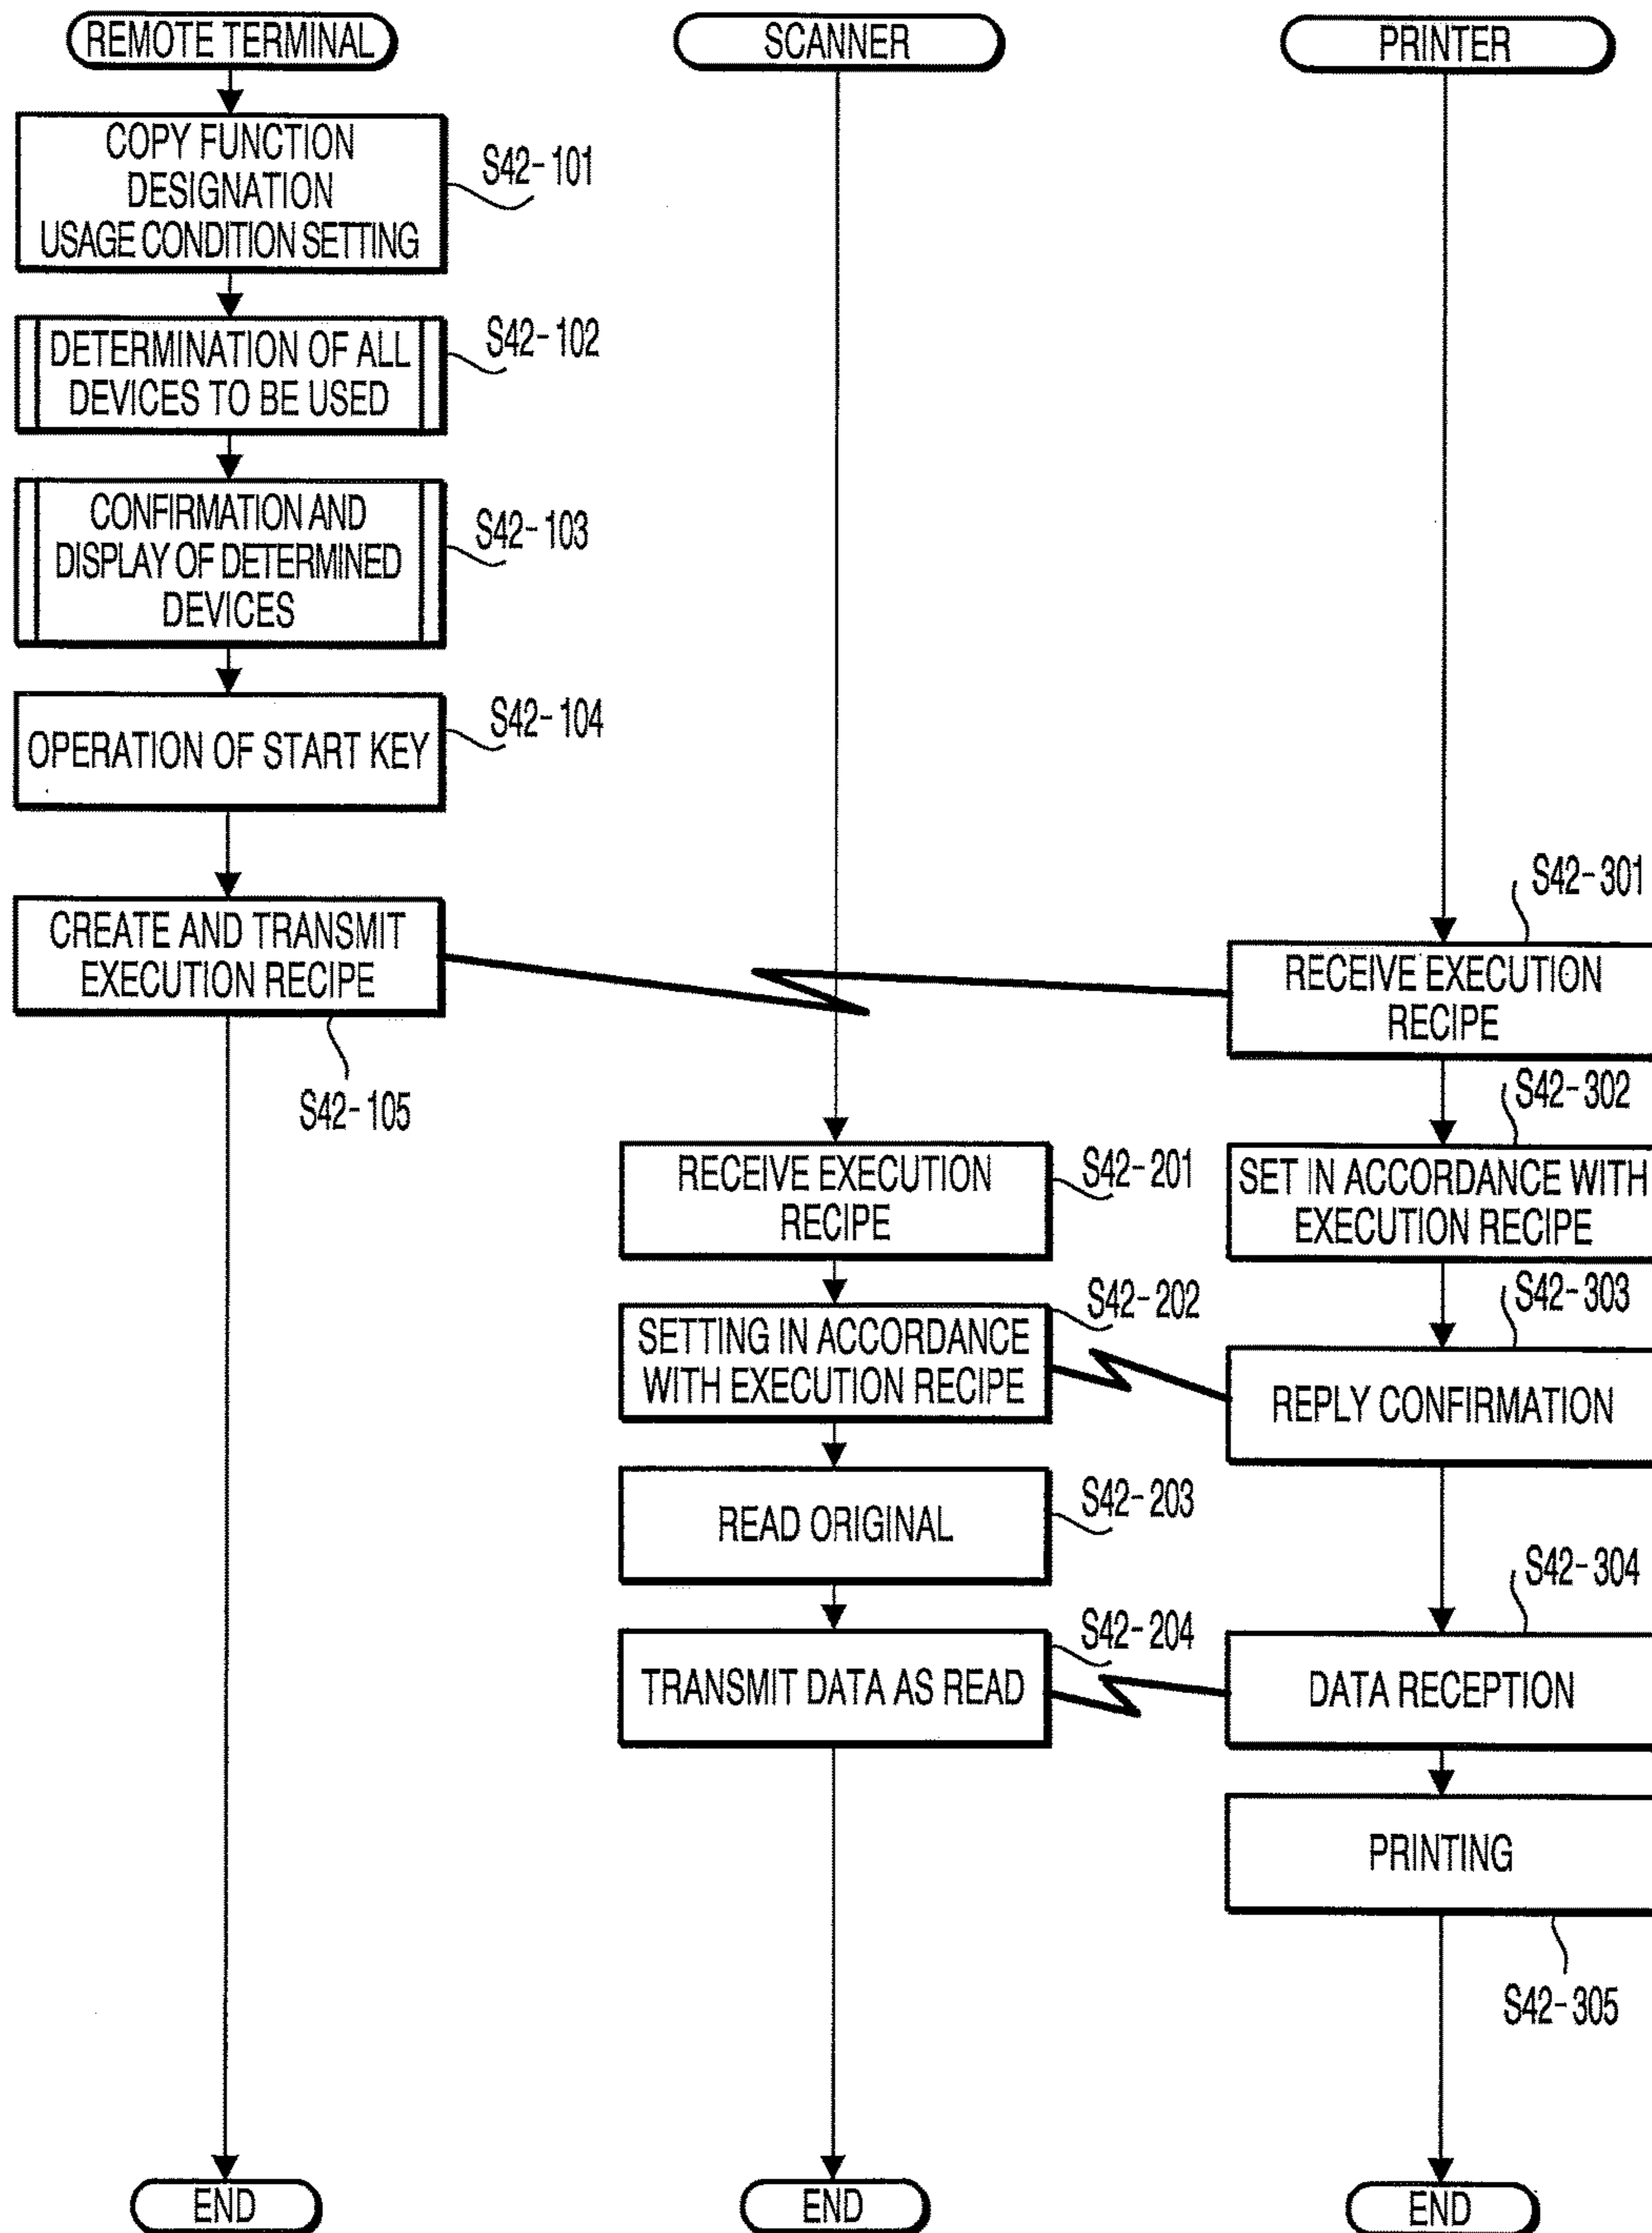 REMOTE TERMINAL
SCANNER
PRINTER
COPY FUNCTION
DESIGNATION
USAGE CONDITION SETTING
S42-101
DETERMINATION OF ALL
DEVICES TO BE USED
S42-102
CONFIRMATION AND
DISPLAY OF DETERMINED
DEVICES
S42-103
OPERATION OF START KEY
S42-104
CREATE AND TRANSMIT
EXECUTION RECIPE
S42-105
S42-301
RECEIVE EXECUTION
RECIPE
S42-302
RECEIVE EXECUTION
RECIPE
S42-201
SET IN ACCORDANCE WITH
EXECUTION RECIPE
S42-303
SETTING IN ACCORDANCE
WITH EXECUTION RECIPE
S42-202
REPLY CONFIRMATION
READ ORIGINAL
S42-203
S42-304
TRANSMIT DATA AS READ
S42-204
DATA RECEPTION
PRINTING
S42-305
END
END
END